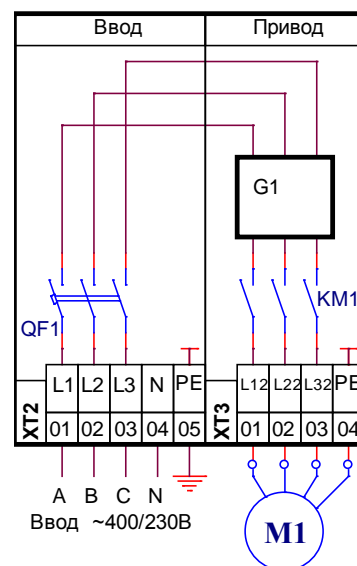 Ввод Привод
G1
QF1 KM1
XT2 L1 L2 L3 N PE XT3 L12 L22 L32 PE
01 02 03 04 05 01 02 03 04
A B C N
Ввод ~400/230В
M1